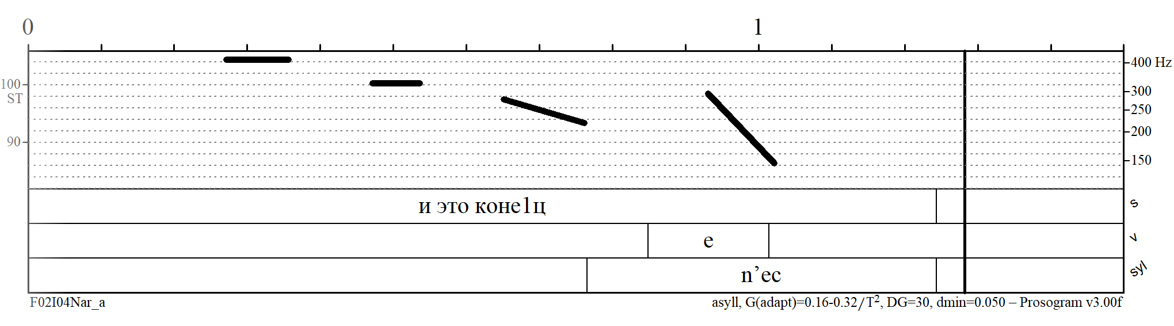 0 1
400 Hz
100
ST
300
250
200
90
150
и это коне1ц s
e v
n’ec syl
F02I04Nar_a asyll, G(adapt)=0.16-0.32/T², DG=30, dmin=0.050 – Prosogram v3.00f